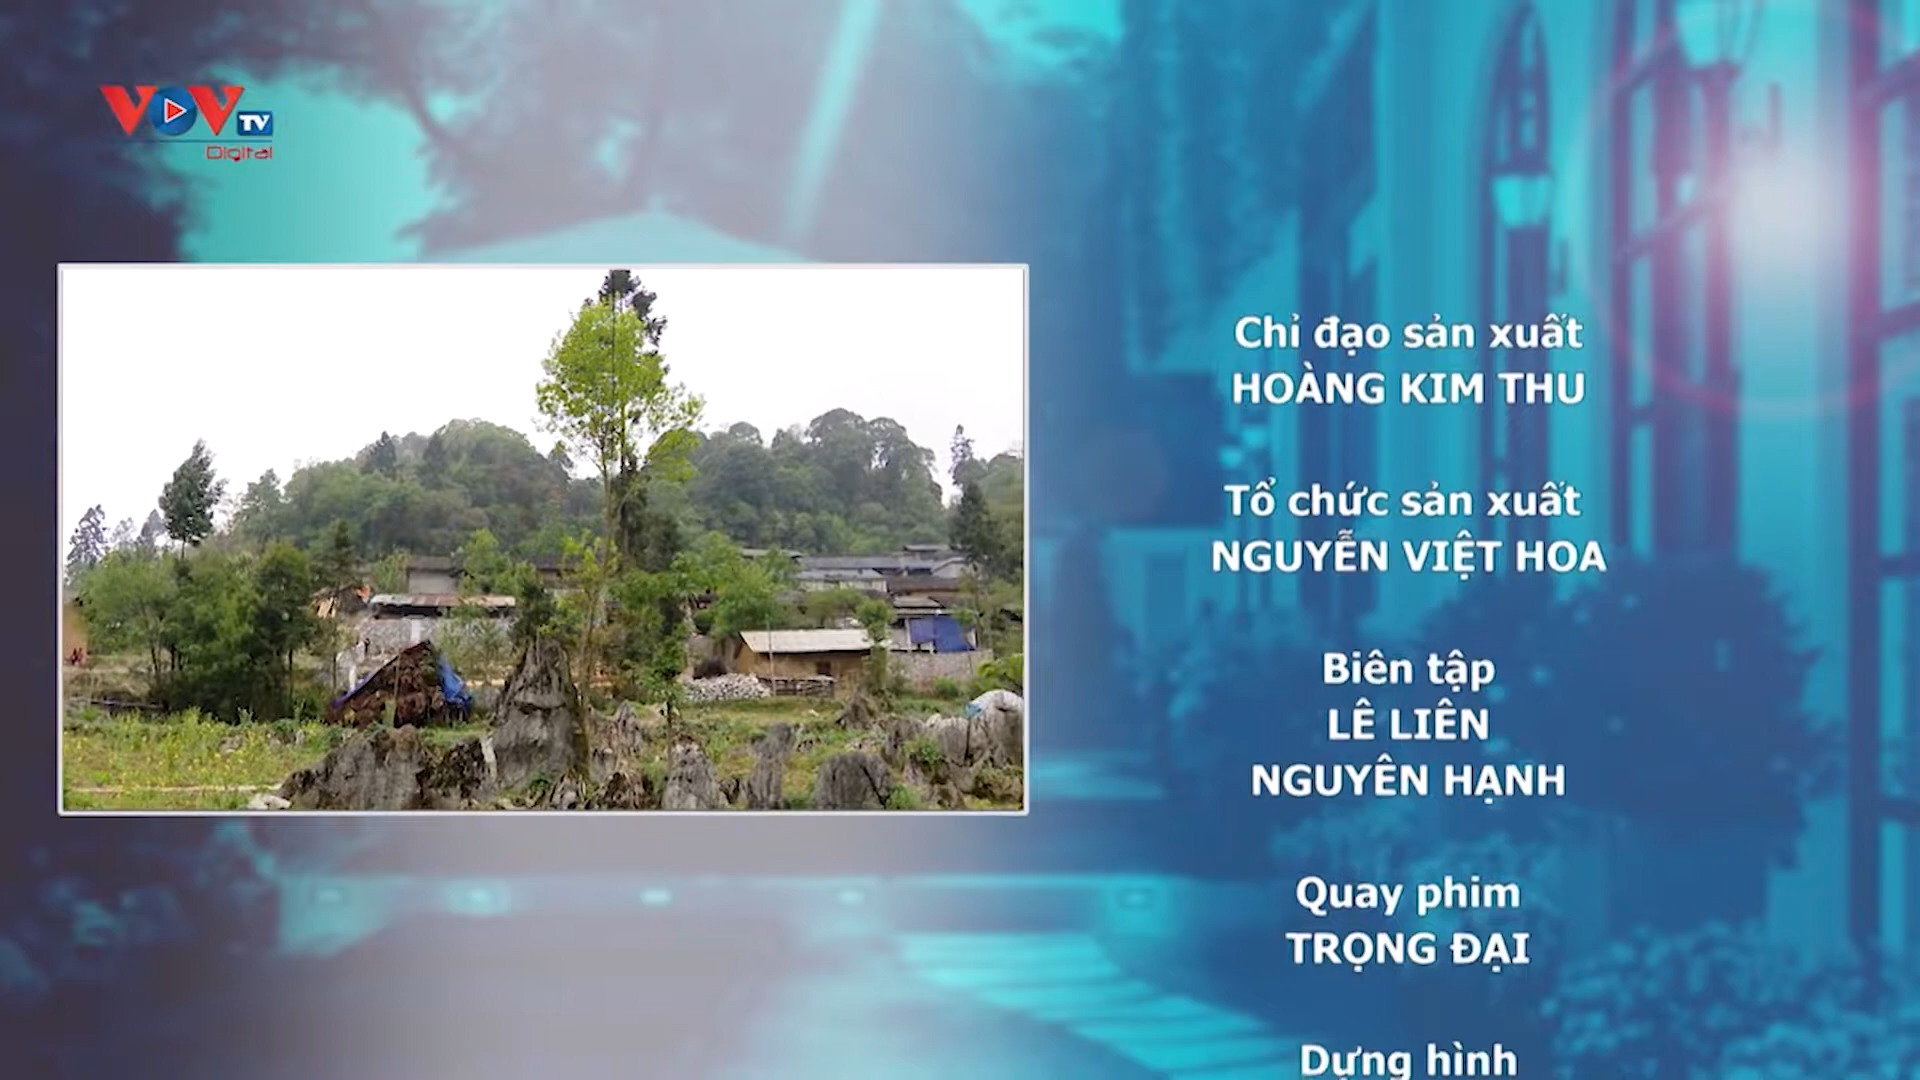 VOV TV
Digital
Chỉ đạo sản xuất
HOÀNG KIM THU
Tổ chức sản xuất
NGUYỄN VIỆT HOA
Biên tập
LÊ LIÊN
NGUYÊN HẠNH
Quay phim
TRỌNG ĐẠI
Dựng hình